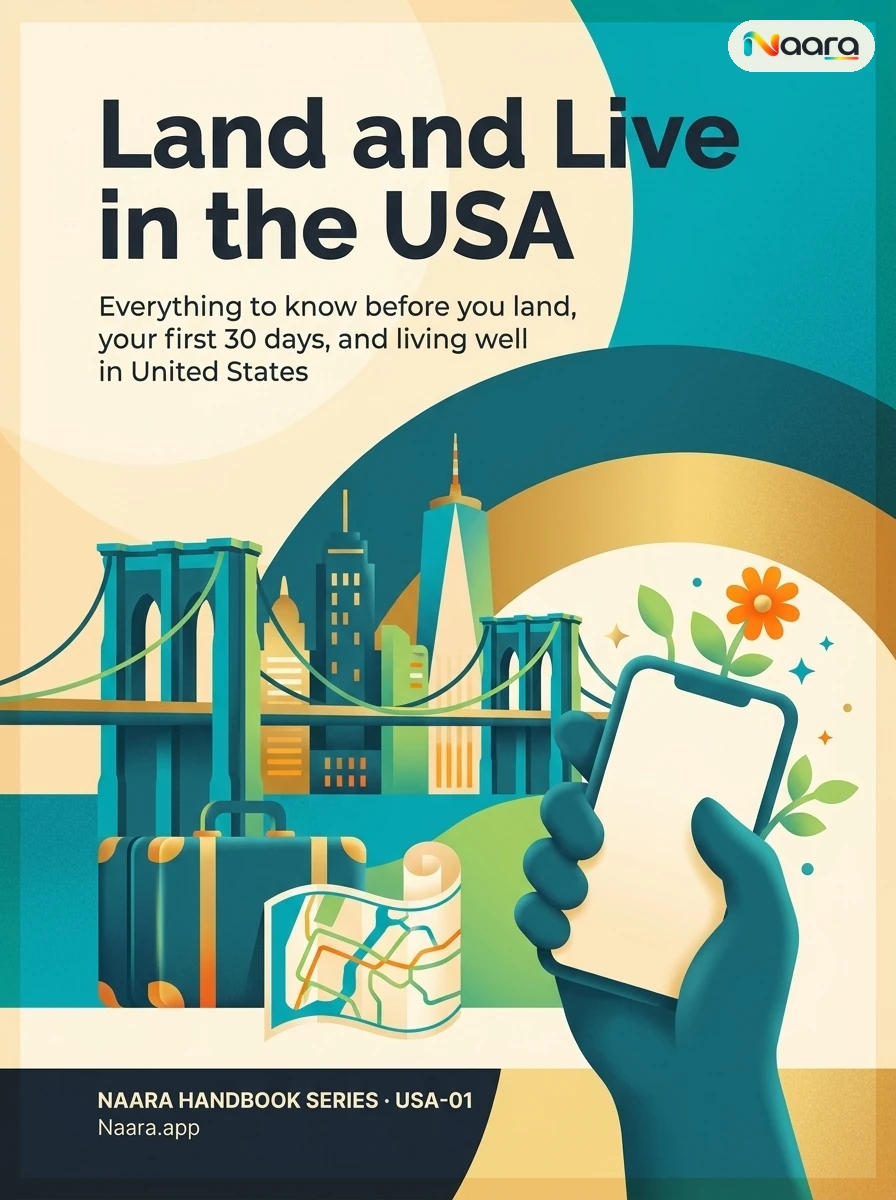 Naara
Land and Live
in the USA
Everything to know before you land,
your first 30 days, and living well
in United States
NAARA HANDBOOK SERIES · USA-01
Naara.app